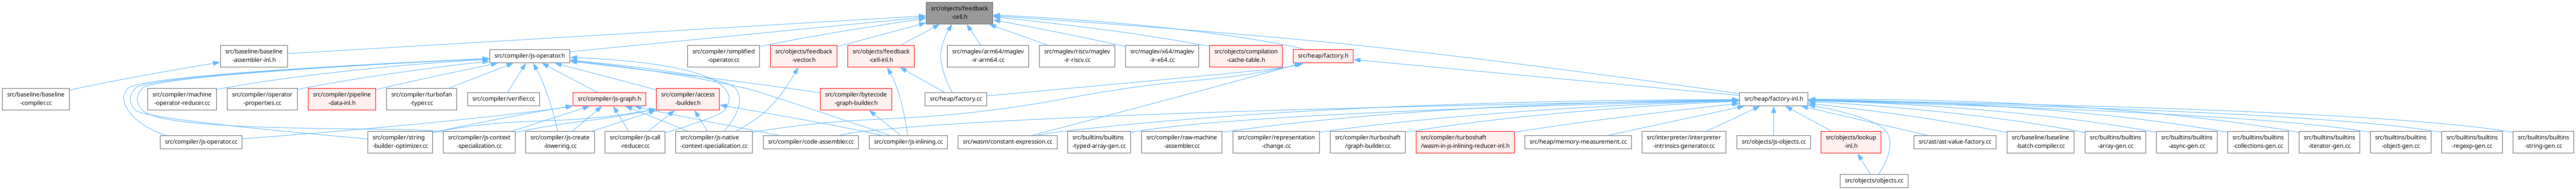 src/objects/feedback
-cell.h
src/baseline/baseline
-assembler-inl.h
src/compiler/js-operator.h
src/compiler/simplified
-operator.cc
src/objects/feedback
-vector.h
src/objects/feedback
-cell-inl.h
src/maglev/arm64/maglev
-ir-arm64.cc
src/maglev/riscv/maglev
-ir-riscv.cc
src/maglev/x64/maglev
-ir-x64.cc
src/objects/compilation
-cache-table.h
src/heap/factory.h
src/baseline/baseline
-compiler.cc
src/compiler/machine
-operator-reducer.cc
src/compiler/operator
-properties.cc
src/compiler/pipeline
-data-inl.h
src/compiler/turbofan
-typer.cc
src/compiler/verifier.cc
src/compiler/js-graph.h
src/compiler/access
-builder.h
src/compiler/bytecode
-graph-builder.h
src/heap/factory.cc
src/heap/factory-inl.h
src/compiler/js-operator.cc
src/compiler/string
-builder-optimizer.cc
src/compiler/js-context
-specialization.cc
src/compiler/js-create
-lowering.cc
src/compiler/js-call
-reducer.cc
src/compiler/js-native
-context-specialization.cc
src/compiler/code-assembler.cc
src/compiler/js-inlining.cc
src/wasm/constant-expression.cc
src/builtins/builtins
-typed-array-gen.cc
src/compiler/raw-machine
-assembler.cc
src/compiler/representation
-change.cc
src/compiler/turboshaft
/graph-builder.cc
src/compiler/turboshaft
/wasm-in-js-inlining-reducer-inl.h
src/heap/memory-measurement.cc
src/interpreter/interpreter
-intrinsics-generator.cc
src/objects/js-objects.cc
src/objects/lookup
-inl.h
src/ast/ast-value-factory.cc
src/baseline/baseline
-batch-compiler.cc
src/builtins/builtins
-array-gen.cc
src/builtins/builtins
-async-gen.cc
src/builtins/builtins
-collections-gen.cc
src/builtins/builtins
-iterator-gen.cc
src/builtins/builtins
-object-gen.cc
src/builtins/builtins
-regexp-gen.cc
src/builtins/builtins
-string-gen.cc
src/objects/objects.cc